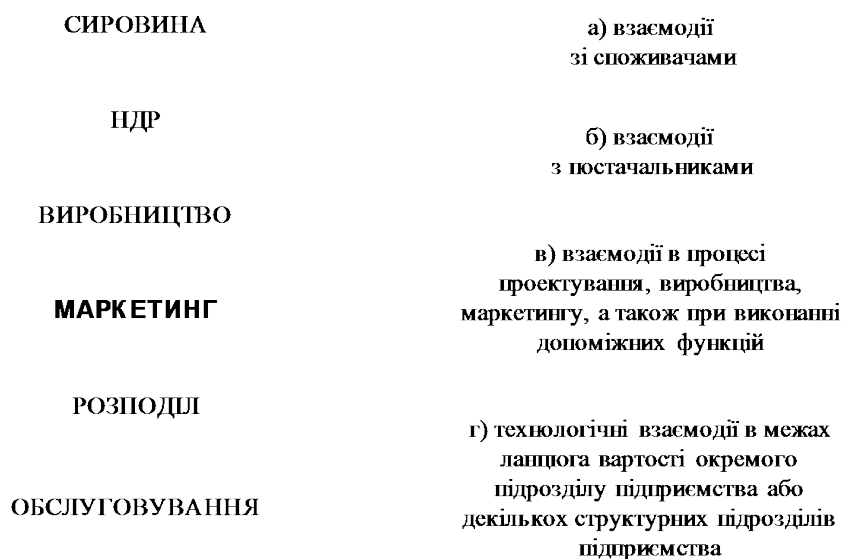 СИРОВИНА
НДР
ВИРОБНИЦТВО
МАРКЕТИНГ
РОЗПОДІЛ
ОБСЛУГОВУВАННЯ
а) взаємодії
зі споживачами
б) взаємодії
з постачальниками
в) взаємодії в процесі
проектування, виробництва,
маркетингу, а також при виконанні
допоміжних функцій
г) технологічні взаємодії в межах
ланцюга вартості окремого
підрозділу підприємства або
декількох структурних підрозділів
підприємства